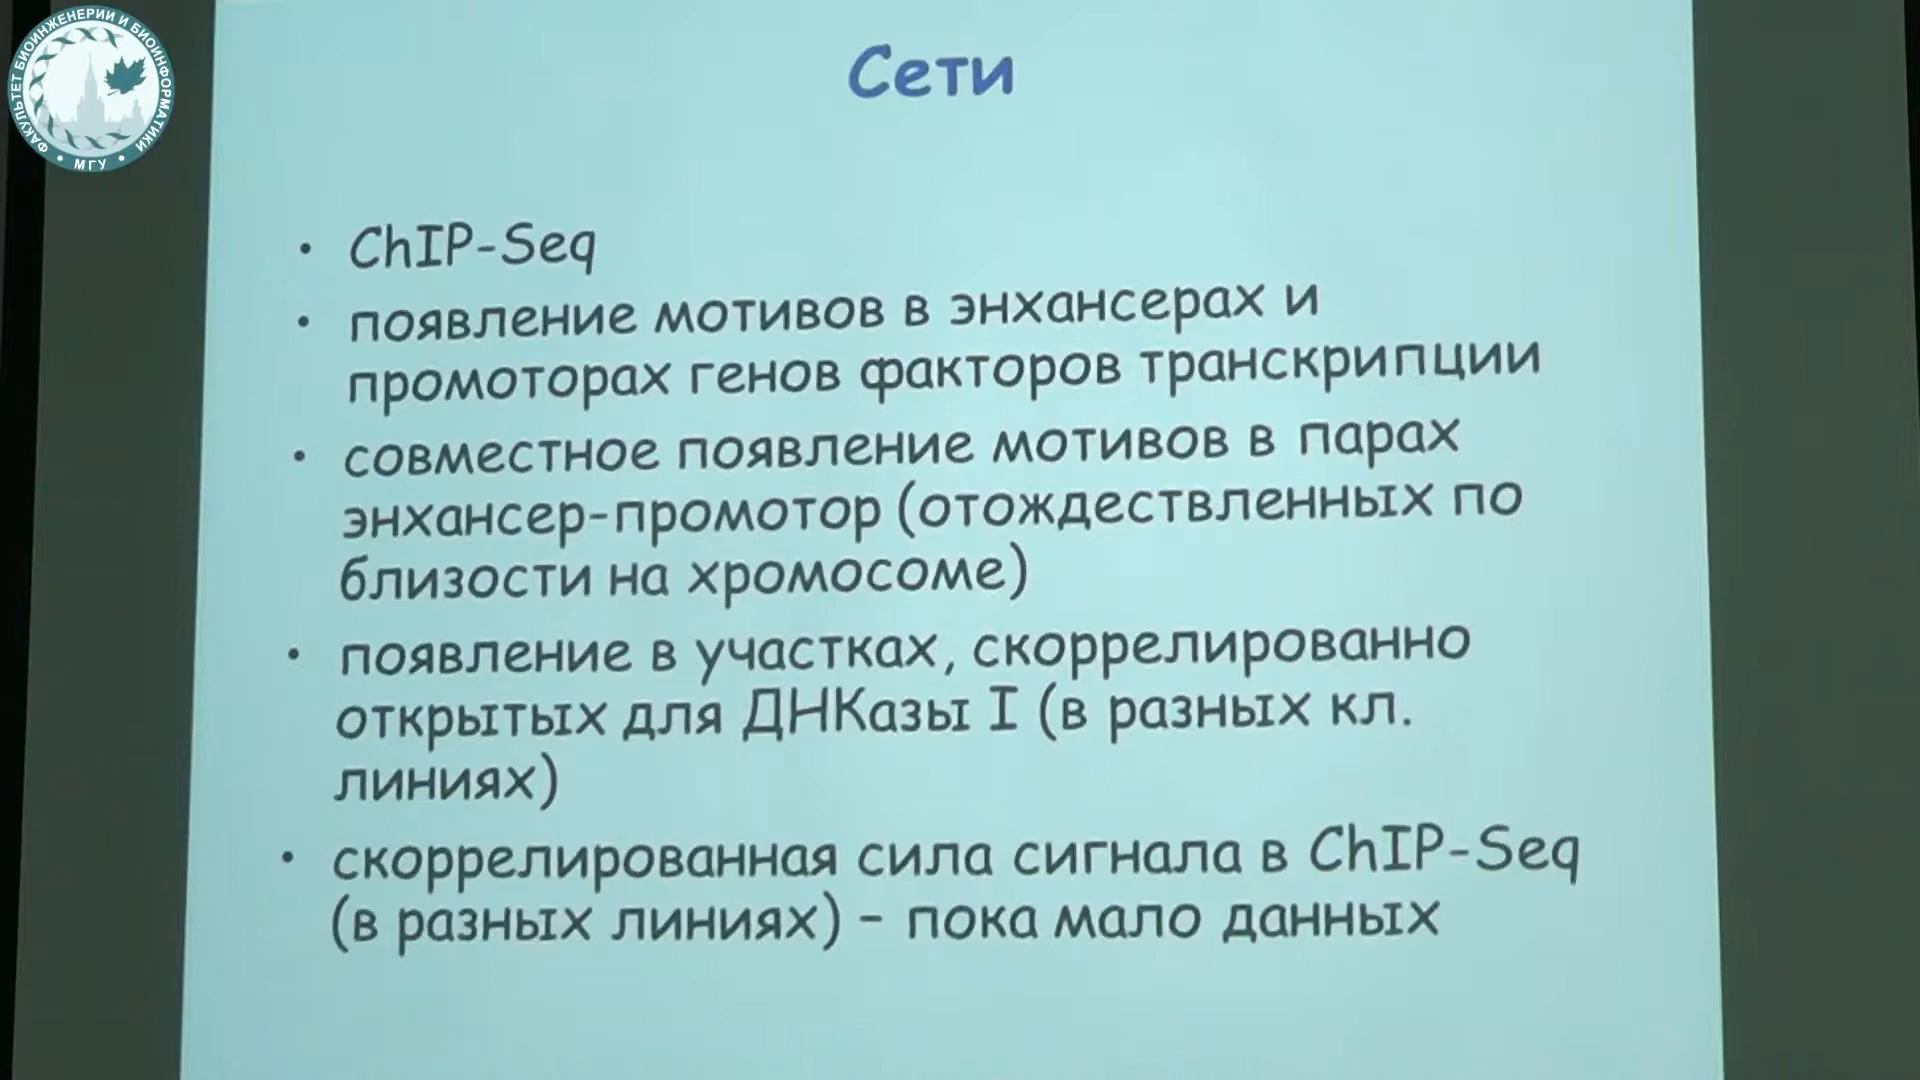 ФАКУЛЬТЕТ БИОИНЖЕНЕРИИ И БИОИНФОРМАТИКИ
• МГУ •
Сети
• ChIP-Seq
• появление мотивов в энхансерах и
промоторах генов факторов транскрипции
• совместное появление мотивов в парах
энхансер-промотор (отождествленных по
близости на хромосоме)
• появление в участках, скоррелированно
открытых для ДНКазы I (в разных кл.
линиях)
• скоррелированная сила сигнала в ChIP-Seq
(в разных линиях) – пока мало данных